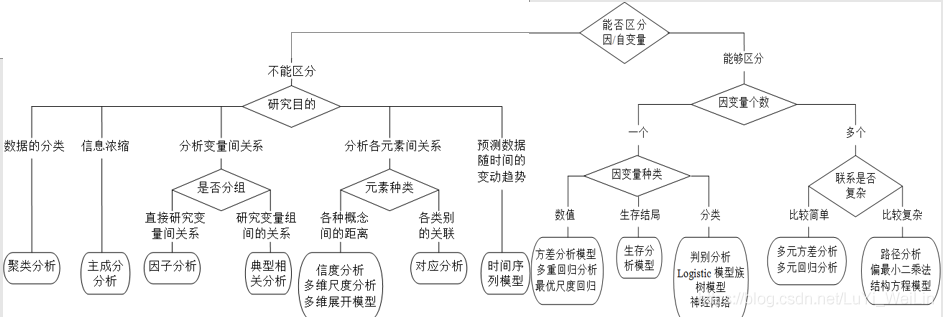 能否区分
因/自变量
不能区分
能够区分
研究目的
因变量个数
数据的分类
信息浓缩
分析变量间关系
分析各元素间关系
预测数据
随时间的
变动趋势
一个
多个
是否分组
元素种类
因变量种类
联系是否
复杂
直接研究变
量间关系
研究变量组
间的关系
各种概念
间的距离
各类别
的关联
数值
生存结局
分类
比较简单
比较复杂
聚类分析
主成分
分析
因子分析
典型相
关分析
信度分析
多维尺度分析
多维展开模型
对应分析
时间序
列模型
方差分析模型
多重回归分析
最优尺度回归
生存分
析模型
判别分析
Logistic 模型族
树模型
神经网络
多元方差分析
多元回归分析
路径分析
偏最小二乘法
结构方程模型